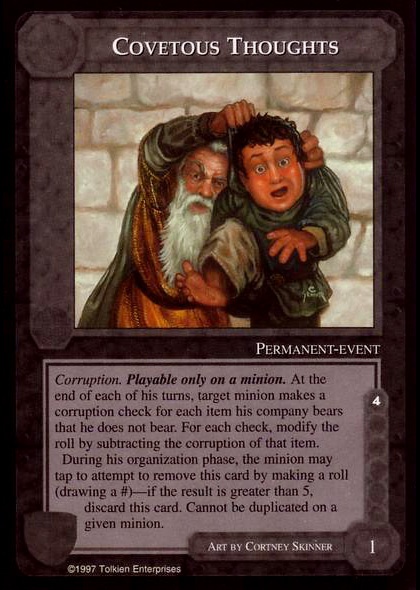 Covetous Thoughts
Permanent-event
Corruption. Playable only on a minion. At the
end of each of his turns, target minion makes a
corruption check for each item his company bears
that he does not bear. For each check, modify the
roll by subtracting the corruption of that item.
During his organization phase, the minion may
tap to attempt to remove this card by making a roll
(drawing a #)—if the result is greater than 5,
discard this card. Cannot be duplicated on a
given minion.
4
Art by Cortney Skinner
1
©1997 Tolkien Enterprises